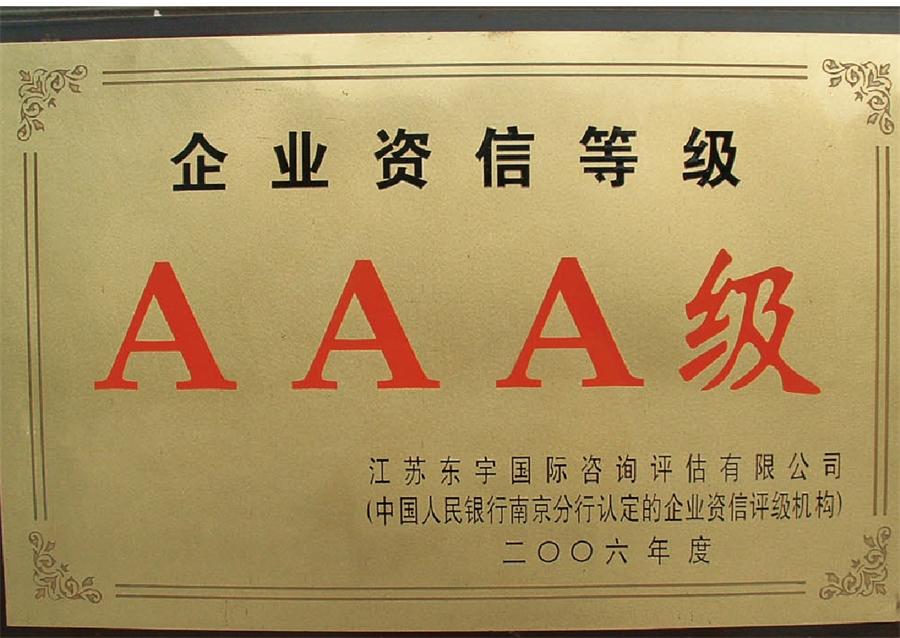 企业资信等级
AAA级
江苏东宇国际咨询评估有限公司
(中国人民银行南京分行认定的企业资信评级机构)
二〇〇六年度